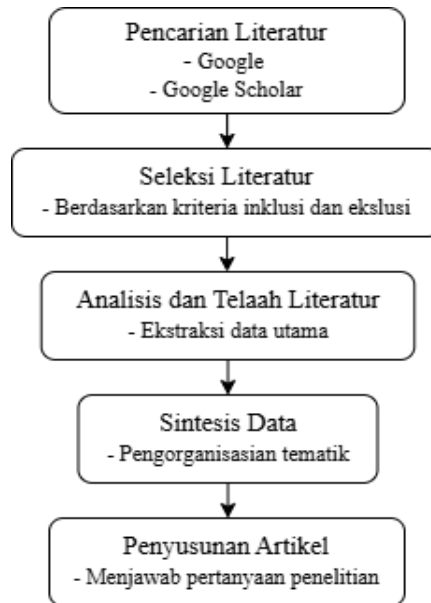 Pencarian Literatur
- Google
- Google Scholar
Seleksi Literatur
- Berdasarkan kriteria inklusi dan ekslusi
Analisis dan Telaah Literatur
- Ekstraksi data utama
Sintesis Data
- Pengorganisasian tematik
Penyusunan Artikel
- Menjawab pertanyaan penelitian